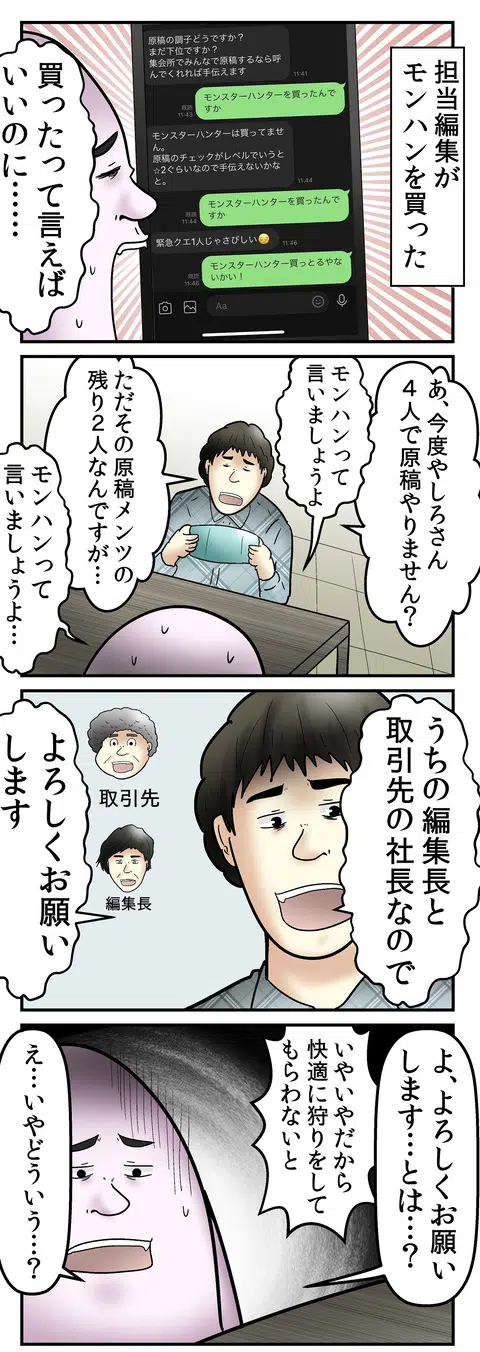 担当編集が
モンハンを買った
原稿の調子どうですか？
まだ下位ですか？
集会所でみんなで原稿するなら呼
んでくれれば手伝えます
11:41
モンスターハンターを買ったんで
すか
既読
11:43
モンスターハンターは買ってませ
ん。
原稿のチェックがレベルでいうと
☆2ぐらいなので手伝えないかな
と。
11:44
モンスターハンターを買ったんで
すか
既読
11:44
緊急クエ1人じゃさびしい😔
11:46
モンスターハンター買っとるやな
いかい！
既読
11:46
Aa
買ったって言えば
いいのに……
あ、今度やしろさん
４人で原稿やりません？
モンハンって
言いましょうよ
ただその原稿メンツの
残り２人なんですが…
モンハンって
言いましょうよ…
うちの編集長と
取引先の社長なので
取引先
編集長
よろしくお願い
します
よ、よろしくお願い
します…とは…？
いやいやだから
快適に狩りをして
もらわないと
え…いやどういう…？